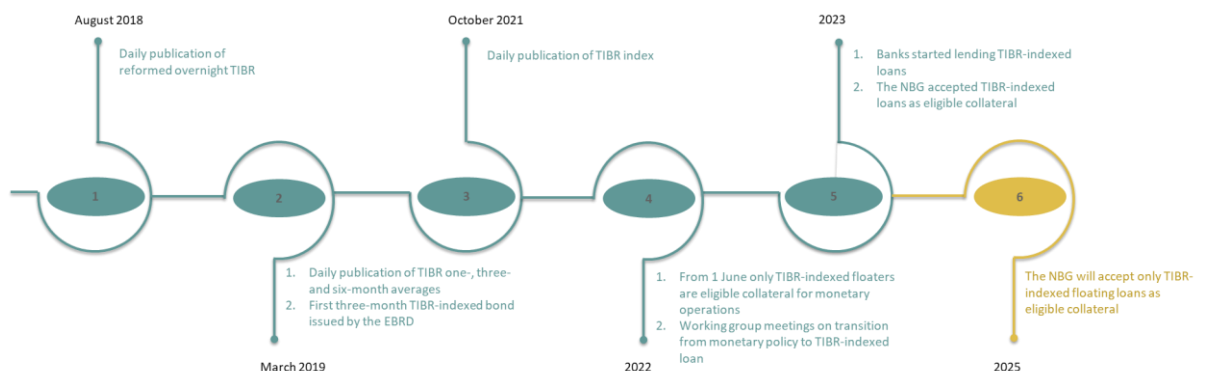 August 2018
Daily publication of
reformed overnight TIBR
October 2021
Daily publication of TIBR index
2023
1. Banks started lending TIBR-indexed
loans
2. The NBG accepted TIBR-indexed
loans as eligible collateral
1
2
3
4
5
6
1. Daily publication of TIBR one-, three-
and six-month averages
2. First three-month TIBR-indexed bond
issued by the EBRD
March 2019
1. From 1 June only TIBR-indexed floaters
are eligible collateral for monetary
operations
2. Working group meetings on transition
from monetary policy to TIBR-indexed
loan
2022
The NBG will accept only TIBR-
indexed floating loans as
eligible collateral
2025